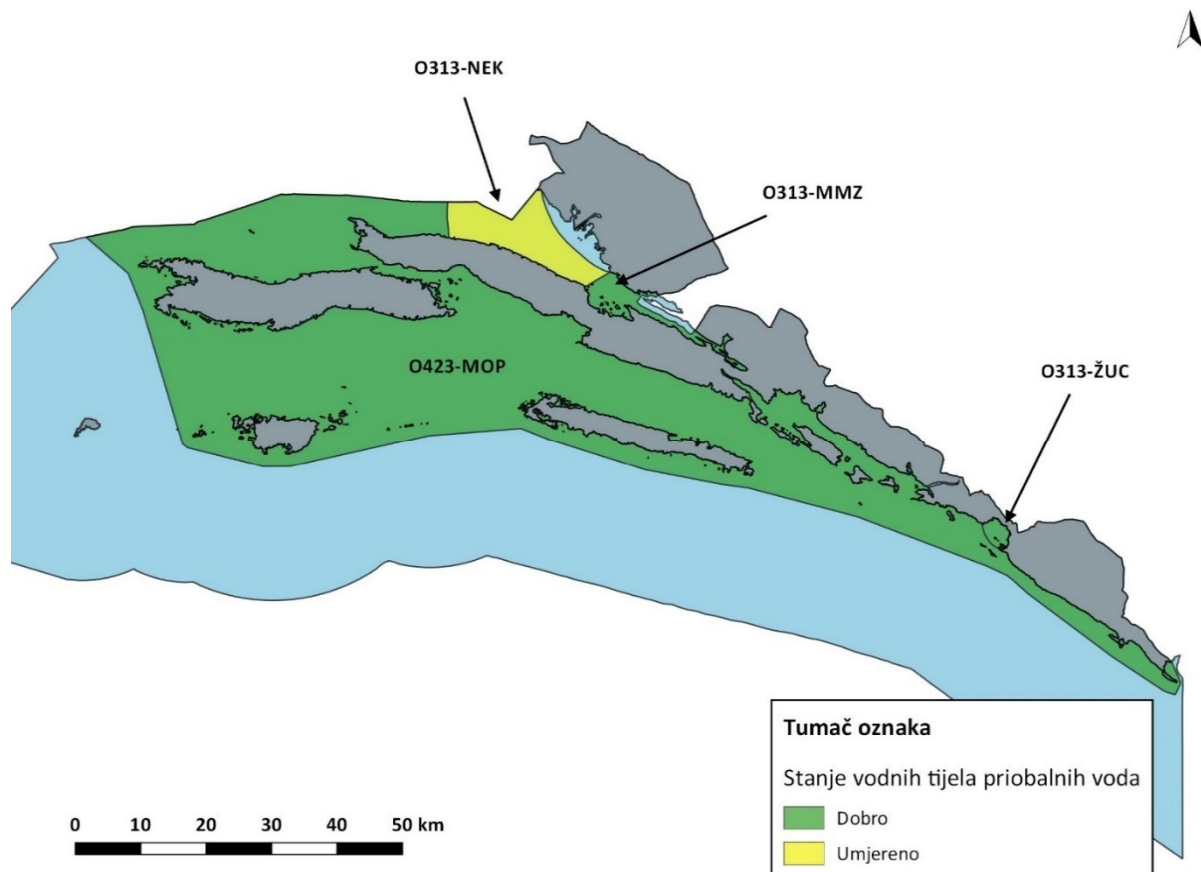 O313-NEK
O313-MMZ
O313-ŽUC
O423-MOP
Tumač oznaka
Stanje vodnih tijela priobalnih voda
Dobro
Umjereno
0 10 20 30 40 50 km